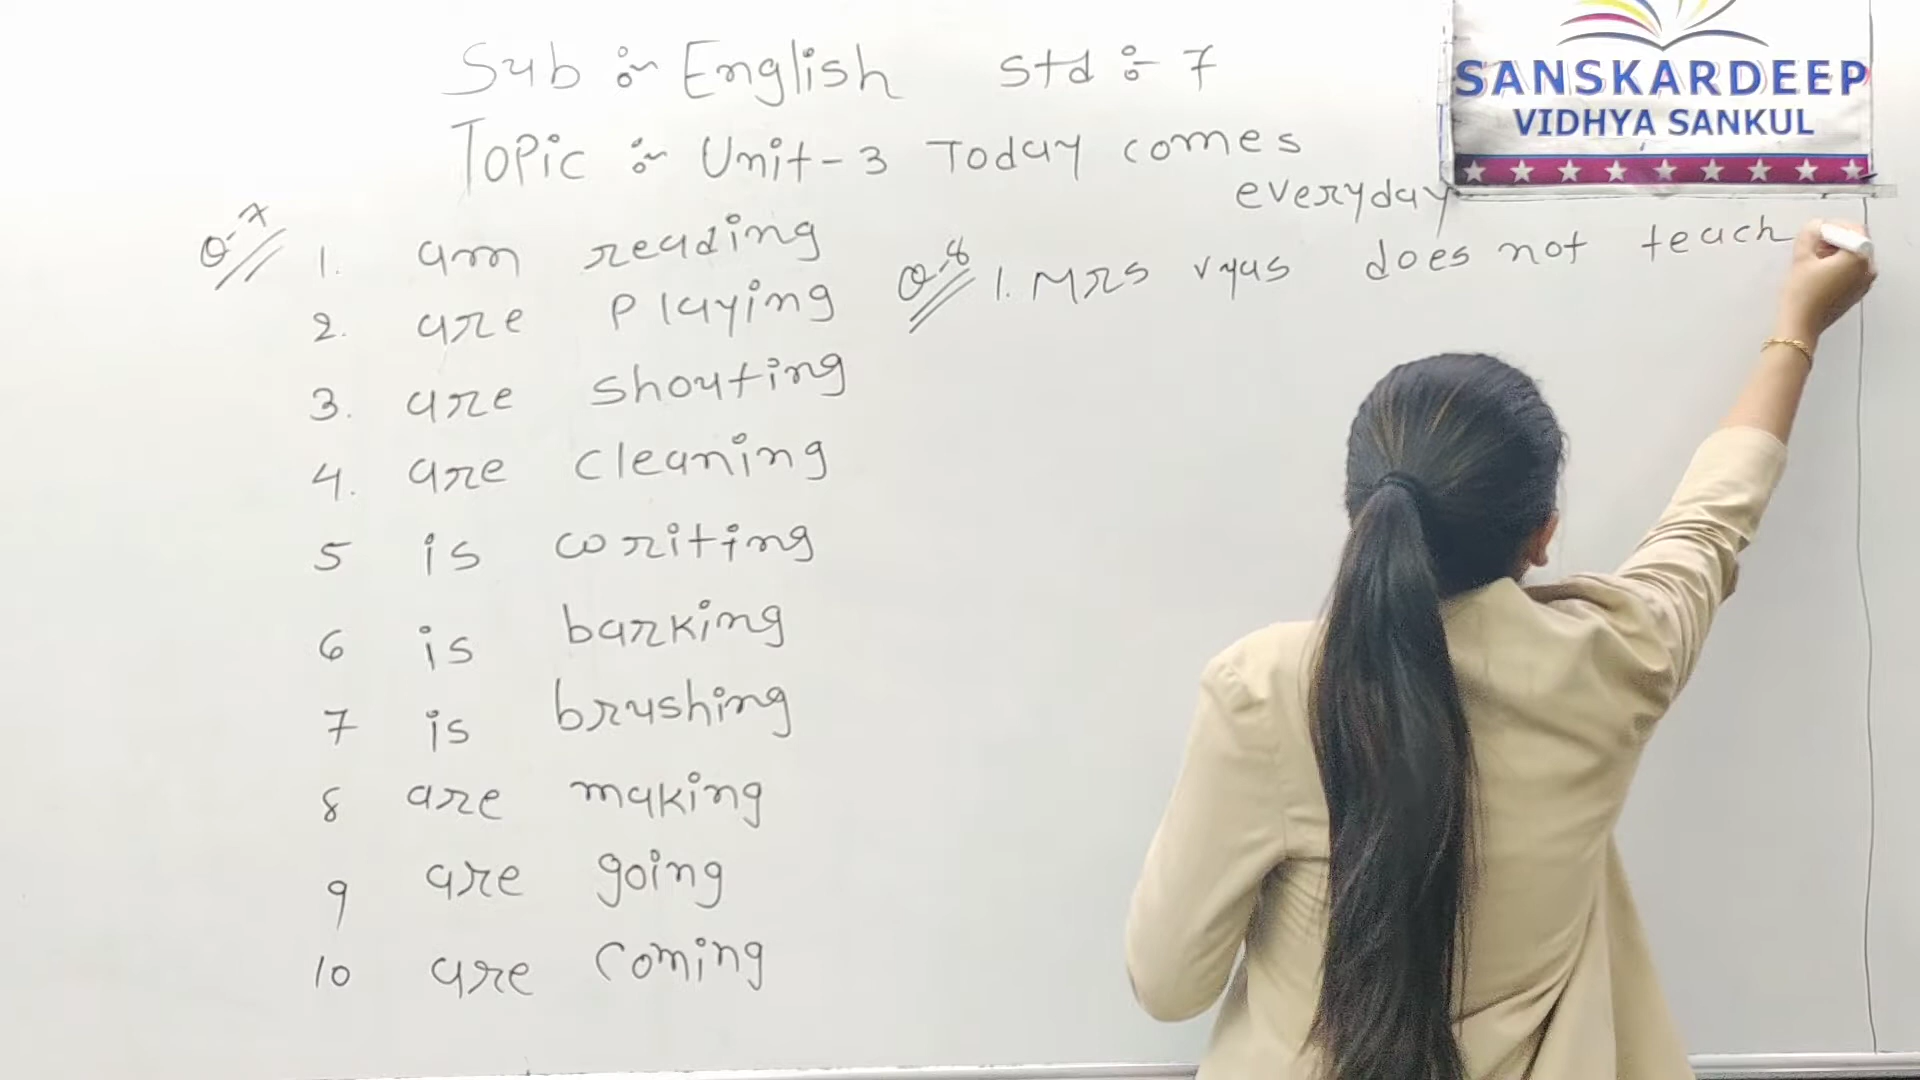 Sub :- English Std :- 7
Topic :- Unit-3 Today comes
everyday
Q-7
1. am reading
2. are playing
3. are shouting
4. are cleaning
5 is writing
6 is barking
7 is brushing
8 are making
9 are going
10 are coming
Q-8 1. Mrs vyas does not teach
SANSKARDEEP
VIDHYA SANKUL